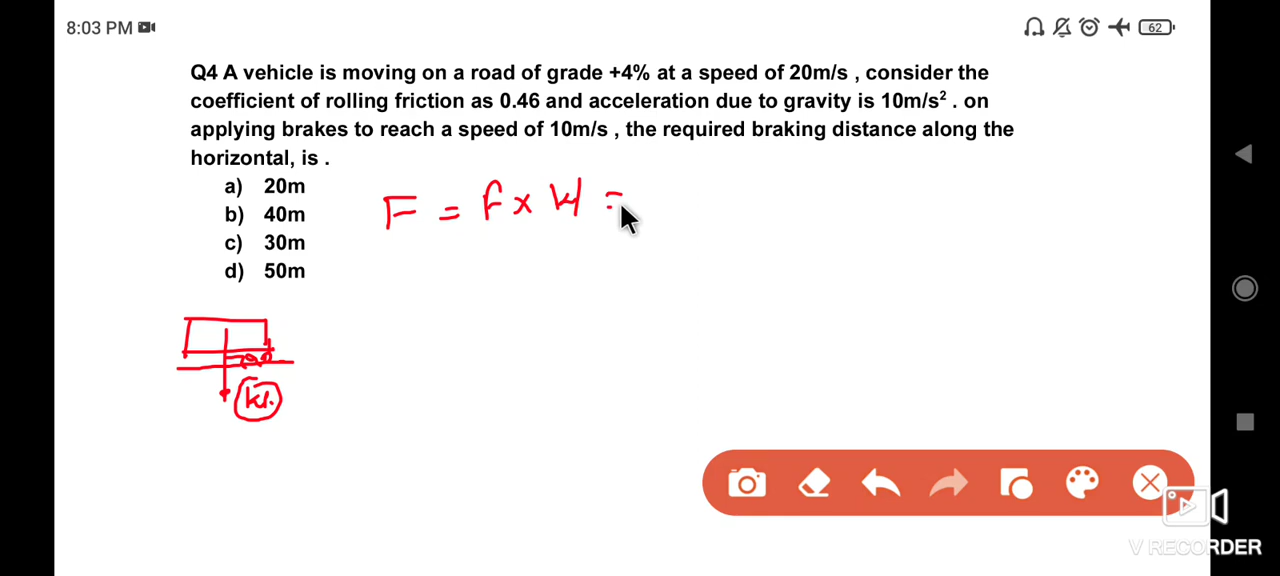 8:03 PM
62
Q4 A vehicle is moving on a road of grade +4% at a speed of 20m/s , consider the
coefficient of rolling friction as 0.46 and acceleration due to gravity is 10m/s² . on
applying brakes to reach a speed of 10m/s , the required braking distance along the
horizontal, is .
a) 20m
b) 40m
c) 30m
d) 50m
F = f × W =
W.
V RECORDER